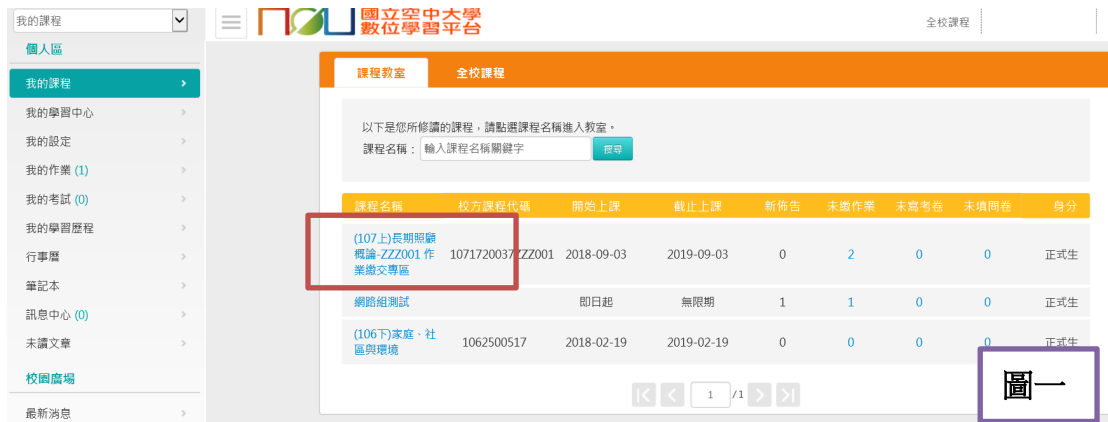 我的課程
個人區
我的課程
我的學習中心
我的設定
我的作業 (1)
我的考試 (0)
我的學習歷程
行事曆
筆記本
訊息中心 (0)
未讀文章
校園廣場
最新消息
NOU 國立空中大學
數位學習平台
全校課程
課程教室 全校課程
以下是您所修讀的課程，請點選課程名稱進入教室。
課程名稱： 輸入課程名稱關鍵字 搜尋
課程名稱 校方課程代碼 開始上課 截止上課 新佈告 未繳作業 未寫考卷 未填問卷 身分
(107上)長期照顧
概論-ZZZ001 作 1071720037ZZZ001 2018-09-03 2019-09-03 0 2 0 0 正式生
業繳交專區
網路組測試 即日起 無限期 1 1 0 0 正式生
(106下)家庭、社
區與環境 1062500517 2018-02-19 2019-02-19 0 0 0 0 正式生
1 /1
圖一